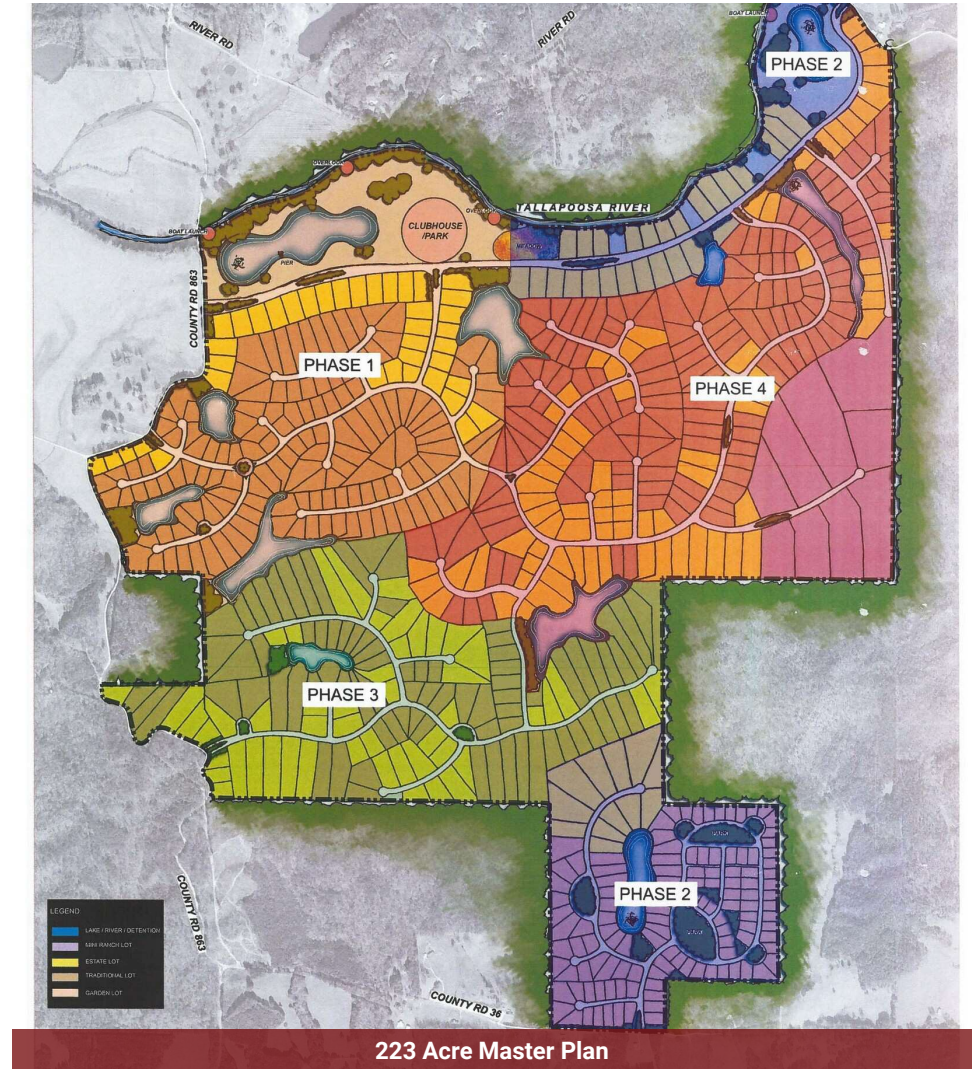 RIVER RD
RIVER RD
BOAT LAUNCH
PHASE 2
OVERLOOK
OVERLOOK
TALLAPOOSA RIVER
CLUBHOUSE
/PARK
BOAT LAUNCH
PIER
COUNTY RD 863
PHASE 1
PHASE 4
PHASE 3
PHASE 2
COUNTY RD 863
COUNTY RD 36
LEGEND
LAKE / RIVER / DETENTION
MINI RANCH LOT
ESTATE LOT
TRADITIONAL LOT
GARDEN LOT
223 Acre Master Plan